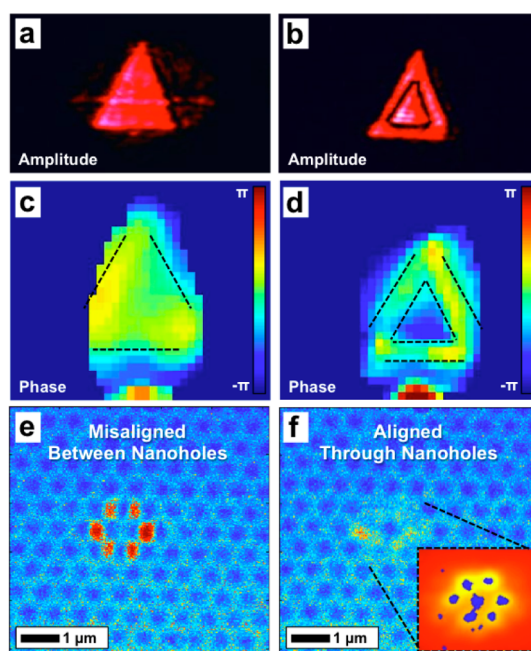 a
b
Amplitude
Amplitude
c
π
-π
Phase
d
π
-π
Phase
e
Misaligned
Between Nanoholes
1 µm
f
Aligned
Through Nanoholes
1 µm